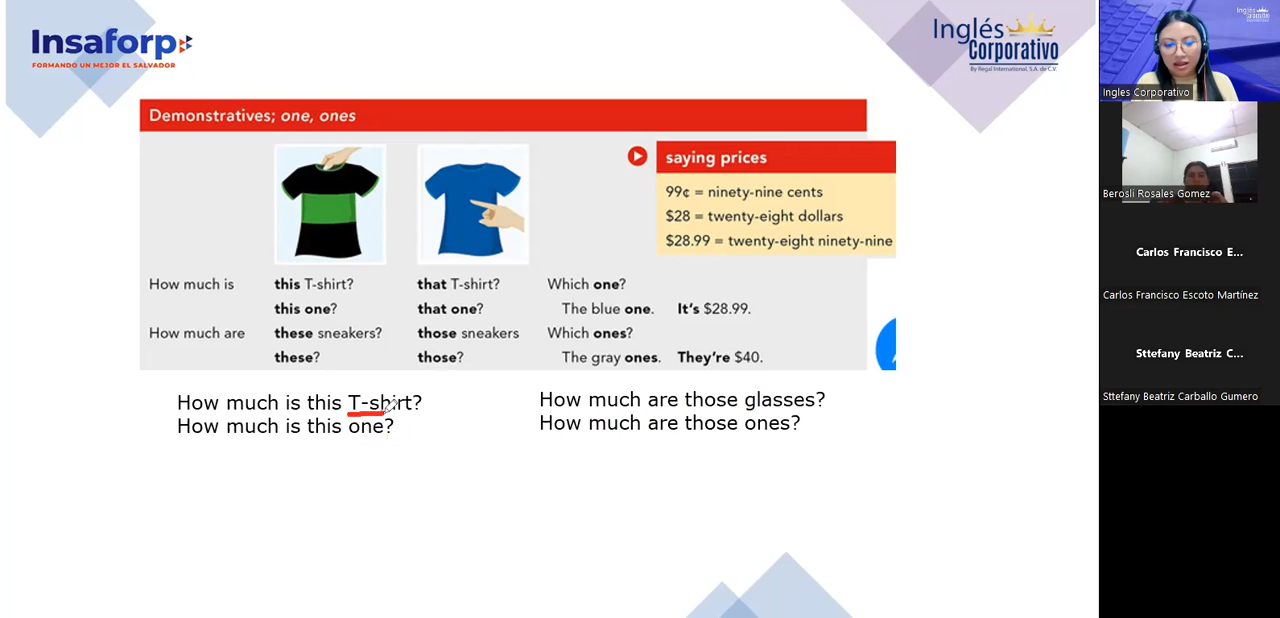 Insaforp
FORMANDO UN MEJOR EL SALVADOR
Inglés
Corporativo
By Regal International, S.A. de C.V.
Demonstratives; one, ones
saying prices
99¢ = ninety-nine cents
$28 = twenty-eight dollars
$28.99 = twenty-eight ninety-nine
How much is this T-shirt? that T-shirt? Which one?
this one? that one? The blue one. It's $28.99.
How much are these sneakers? those sneakers Which ones?
these? those? The gray ones. They're $40.
How much is this T-shirt?
How much is this one?
How much are those glasses?
How much are those ones?
Ingles Corporativo
Berosli Rosales Gomez
Carlos Francisco E...
Carlos Francisco Escoto Martínez
Sttefany Beatriz C...
Sttefany Beatriz Carballo Gumero